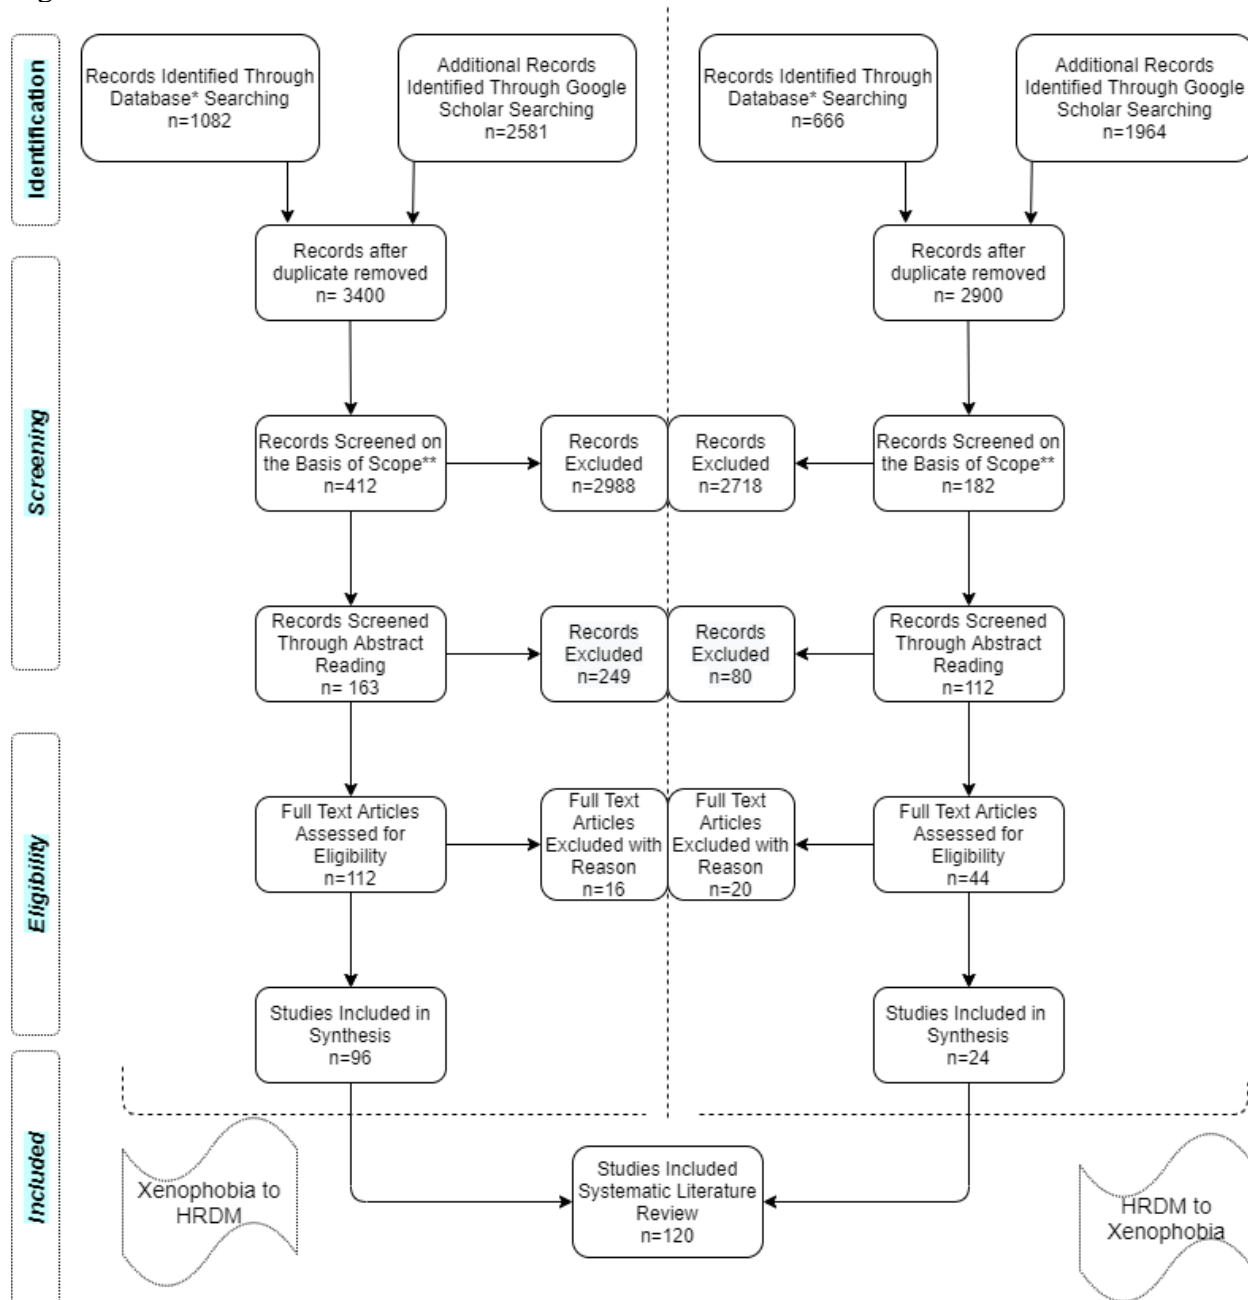 Identification
Records Identified Through
Database* Searching
n=1082
Additional Records
Identified Through Google
Scholar Searching
n=2581
Records Identified Through
Database* Searching
n=666
Additional Records
Identified Through Google
Scholar Searching
n=1964
Records after
duplicate removed
n= 3400
Records after
duplicate removed
n= 2900
Screening
Records Screened on
the Basis of Scope**
n=412
Records
Excluded
n=2988
Records
Excluded
n=2718
Records Screened on
the Basis of Scope**
n=182
Records Screened
Through Abstract
Reading
n= 163
Records
Excluded
n=249
Records
Excluded
n=80
Records Screened
Through Abstract
Reading
n=112
Eligibility
Full Text Articles
Assessed for
Eligibility
n=112
Full Text
Articles
Excluded with
Reason
n=16
Full Text
Articles
Excluded with
Reason
n=20
Full Text Articles
Assessed for
Eligibility
n=44
Studies Included in
Synthesis
n=96
Studies Included in
Synthesis
n=24
Included
Xenophobia to
HRDM
Studies Included
Systematic Literature
Review
n=120
HRDM to
Xenophobia